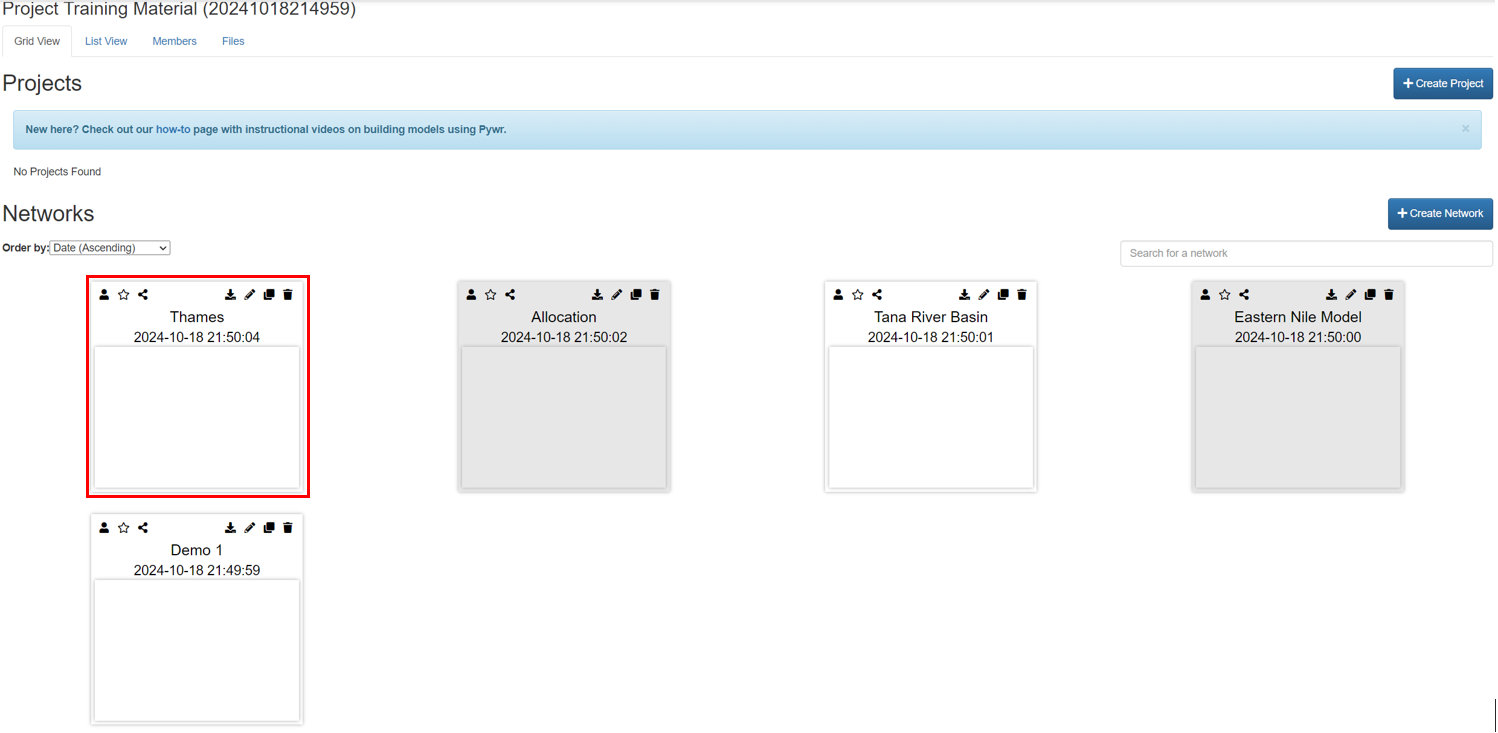 Project Training Material (20241018214959)
Grid View List View Members Files
Projects
Create Project
New here? Check out our how-to page with instructional videos on building models using Pywr.
×
No Projects Found
Networks
Create Network
Order by: Date (Ascending)
Search for a network
Thames
2024-10-18 21:50:04
Allocation
2024-10-18 21:50:02
Tana River Basin
2024-10-18 21:50:01
Eastern Nile Model
2024-10-18 21:50:00
Demo 1
2024-10-18 21:49:59